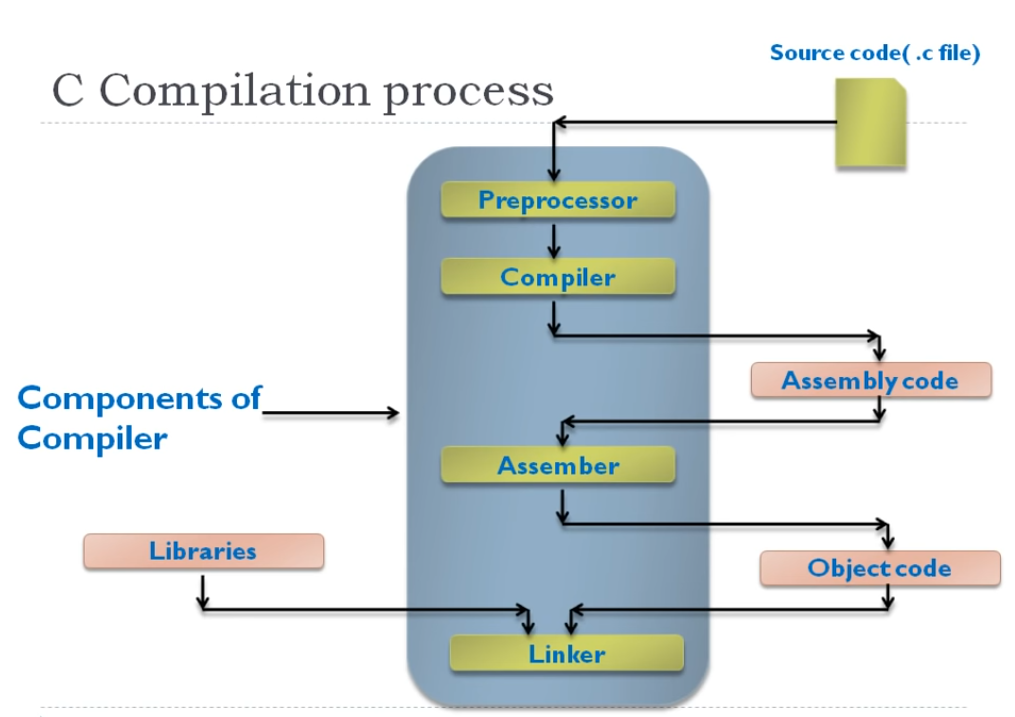 Source code( .c file)
C Compilation process
Preprocessor
Compiler
Assembly code
Components of
Compiler
Assember
Libraries
Object code
Linker